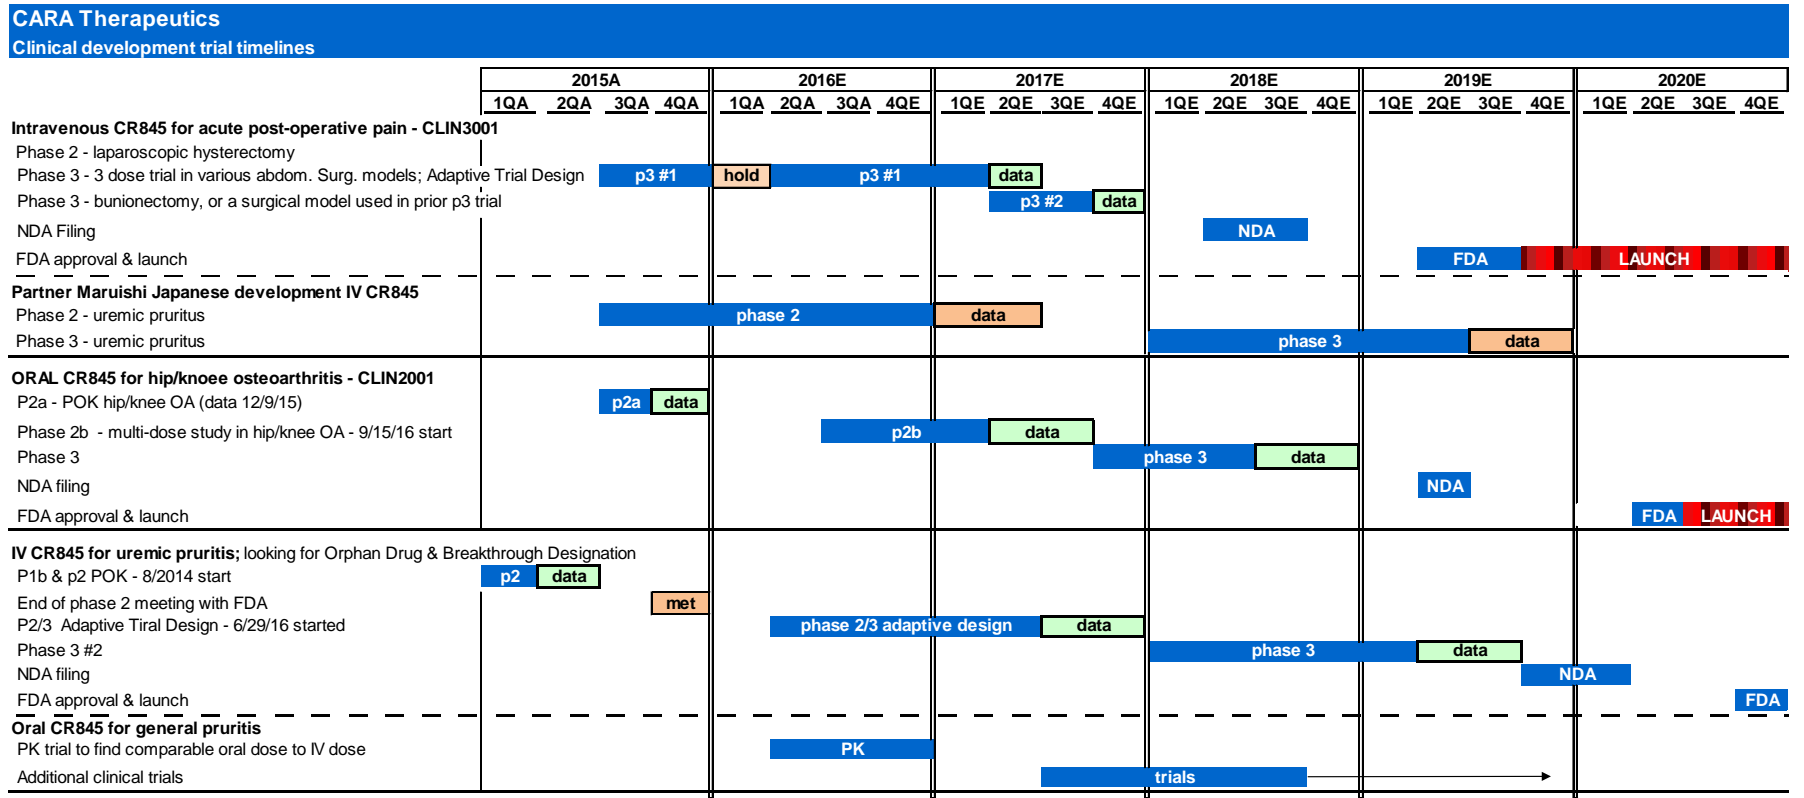 CARA Therapeutics
Clinical development trial timelines
2015A 2016E 2017E 2018E 2019E 2020E
1QA 2QA 3QA 4QA 1QA 2QA 3QA 4QE 1QE 2QE 3QE 4QE 1QE 2QE 3QE 4QE 1QE 2QE 3QE 4QE 1QE 2QE 3QE 4QE
Intravenous CR845 for acute post-operative pain - CLIN3001
Phase 2 - laparoscopic hysterectomy
Phase 3 - 3 dose trial in various abdom. Surg. models; Adaptive Trial Design p3 #1 hold p3 #1 data
Phase 3 - bunionectomy, or a surgical model used in prior p3 trial p3 #2 data
NDA Filing NDA
FDA approval & launch FDA LAUNCH
Partner Maruishi Japanese development IV CR845
Phase 2 - uremic pruritus phase 2 data
Phase 3 - uremic pruritus phase 3 data
ORAL CR845 for hip/knoee osteoarthritis - CLIN2001
P2a - POK hip/knee OA (data 12/9/15) p2a data
Phase 2b - multi-dose study in hip/knee OA - 9/15/16 start p2b data
Phase 3 phase 3 data
NDA filing NDA
FDA approval & launch FDA LAUNCH
IV CR845 for uremic pruritis; looking for Orphan Drug & Breakthrough Designation
P1b & p2 POK - 8/2014 start p2 data
End of phase 2 meeting with FDA met
P2/3 Adaptive Tiral Design - 6/29/16 started phase 2/3 adaptive design data
Phase 3 #2 phase 3 data
NDA filing NDA
FDA approval & launch FDA
Oral CR845 for general pruritis
PK trial to find comparable oral dose to IV dose PK
Additional clinical trials trials